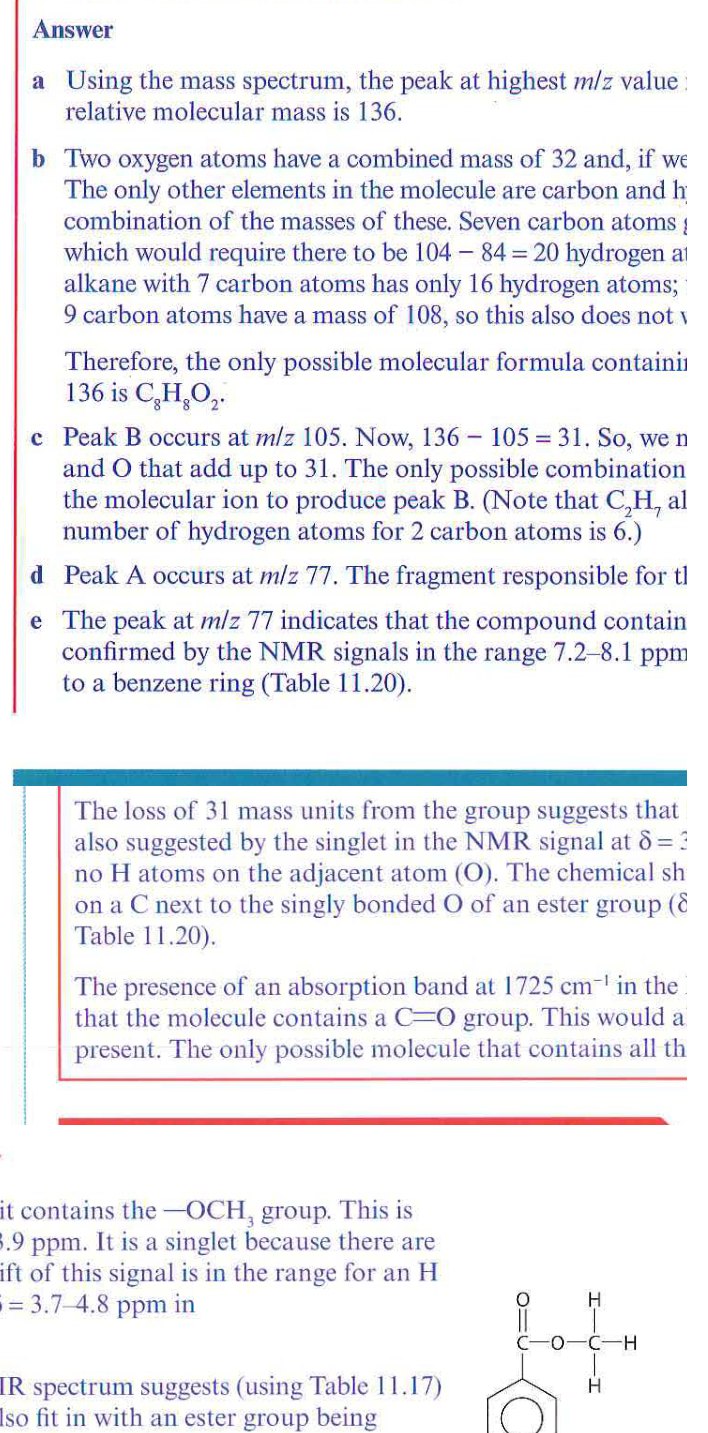 Answer
a Using the mass spectrum, the peak at highest m/z value
relative molecular mass is 136.
b Two oxygen atoms have a combined mass of 32 and, if we
The only other elements in the molecule are carbon and
combination of the masses of these. Seven carbon atoms
which would require there to be 104 − 84 = 20 hydrogen
alkane with 7 carbon atoms has only 16 hydrogen atoms;
9 carbon atoms have a mass of 108, so this also does not
Therefore, the only possible molecular formula
136 is C₈H₈O₂.
c Peak B occurs at m/z 105. Now, 136 − 105 = 31. So, we
and O that add up to 31. The only possible combination
the molecular ion to produce peak B. (Note that C₂H₇
number of hydrogen atoms for 2 carbon atoms is 6.)
d Peak A occurs at m/z 77. The fragment responsible for
e The peak at m/z 77 indicates that the compound contain
confirmed by the NMR signals in the range 7.2–8.1 ppm
to a benzene ring (Table 11.20).
The loss of 31 mass units from the group suggests that
also suggested by the singlet in the NMR signal at δ =
no H atoms on the adjacent atom (O). The chemical sh
on a C next to the singly bonded O of an ester group (δ
Table 11.20).
The presence of an absorption band at 1725 cm⁻¹ in the
that the molecule contains a C=O group. This would a
present. The only possible molecule that contains all th
it contains the —OCH₃ group. This is
3.9 ppm. It is a singlet because there are
ift of this signal is in the range for an H
= 3.7–4.8 ppm in
O H
C—O—C—H
H
IR spectrum suggests (using Table 11.17)
lso fit in with an ester group being